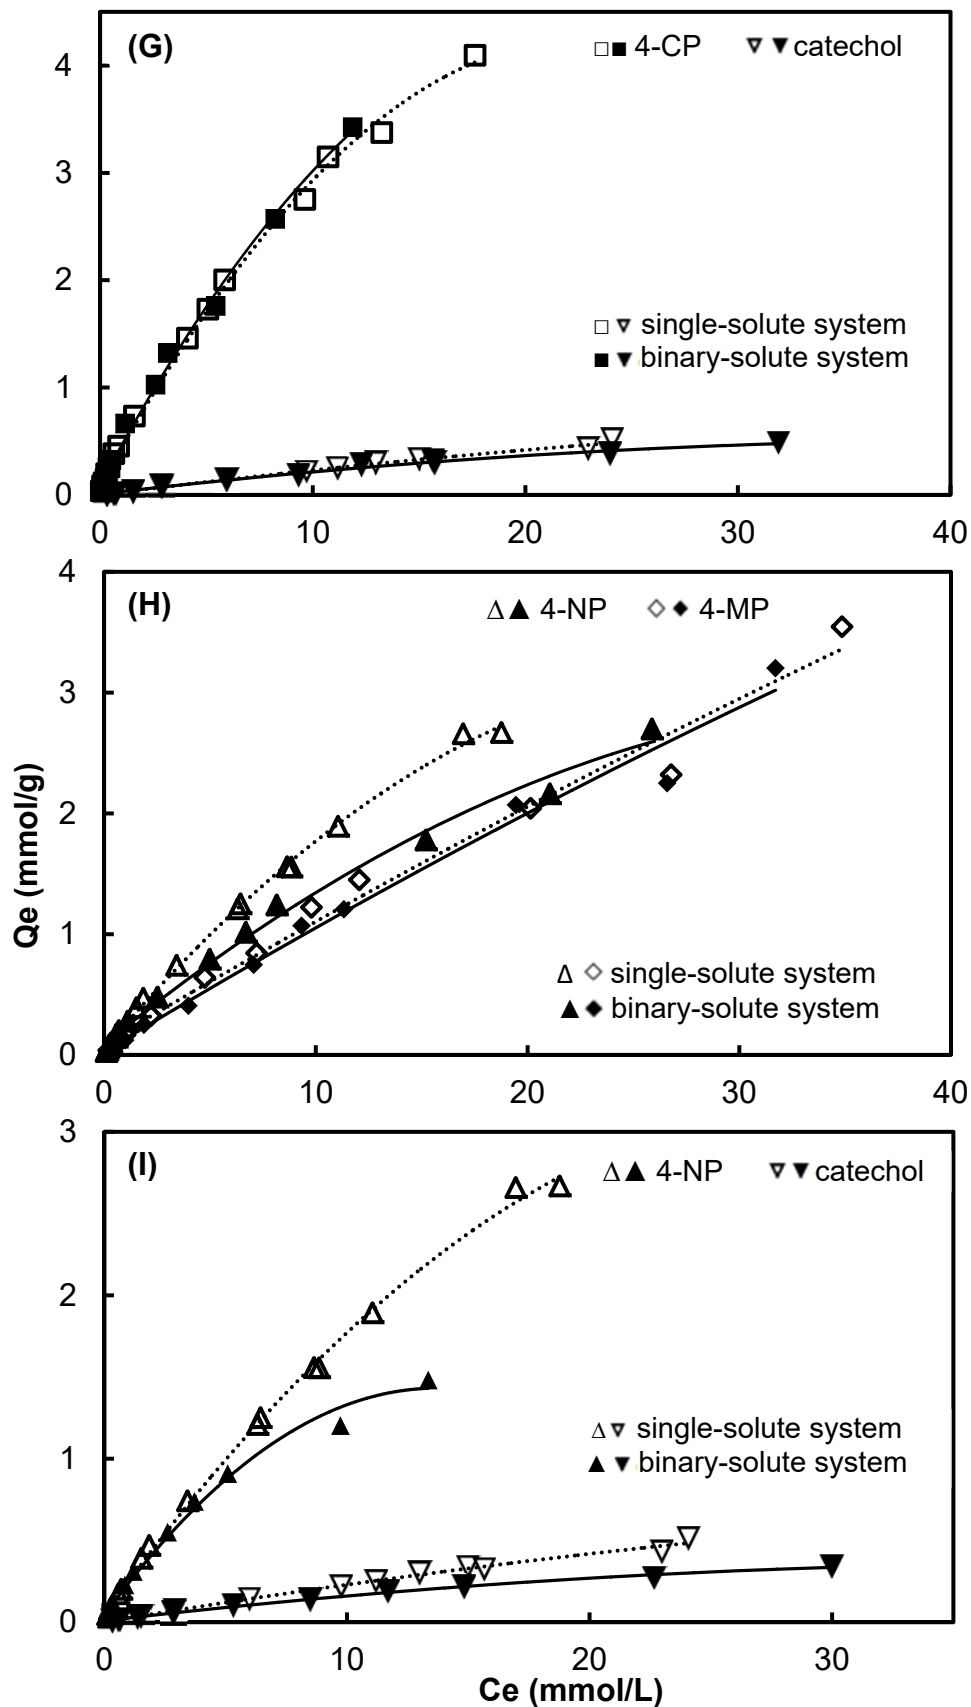 (G) □■ 4-CP ▽▼ catechol
4
3
2
□▽ single-solute system
■▼ binary-solute system
1
0
0 10 20 30 40
4
(H) △▲ 4-NP ◇◆ 4-MP
3
Qe (mmol/g)
2
1
△◇ single-solute system
▲◆ binary-solute system
0
0 10 20 30 40
3
(I) △▲ 4-NP ▽▼ catechol
2
△▽ single-solute system
1
▲▼ binary-solute system
0
0 10 20 30
Ce (mmol/L)